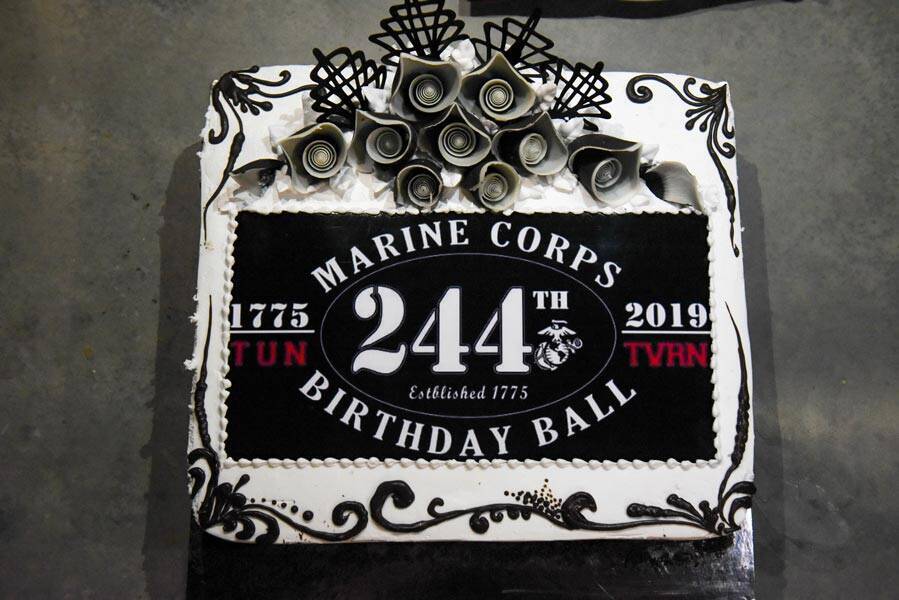 MARINE CORPS
1775
244TH
2019
TUN
TVRN
Estblished 1775
BIRTHDAY BALL